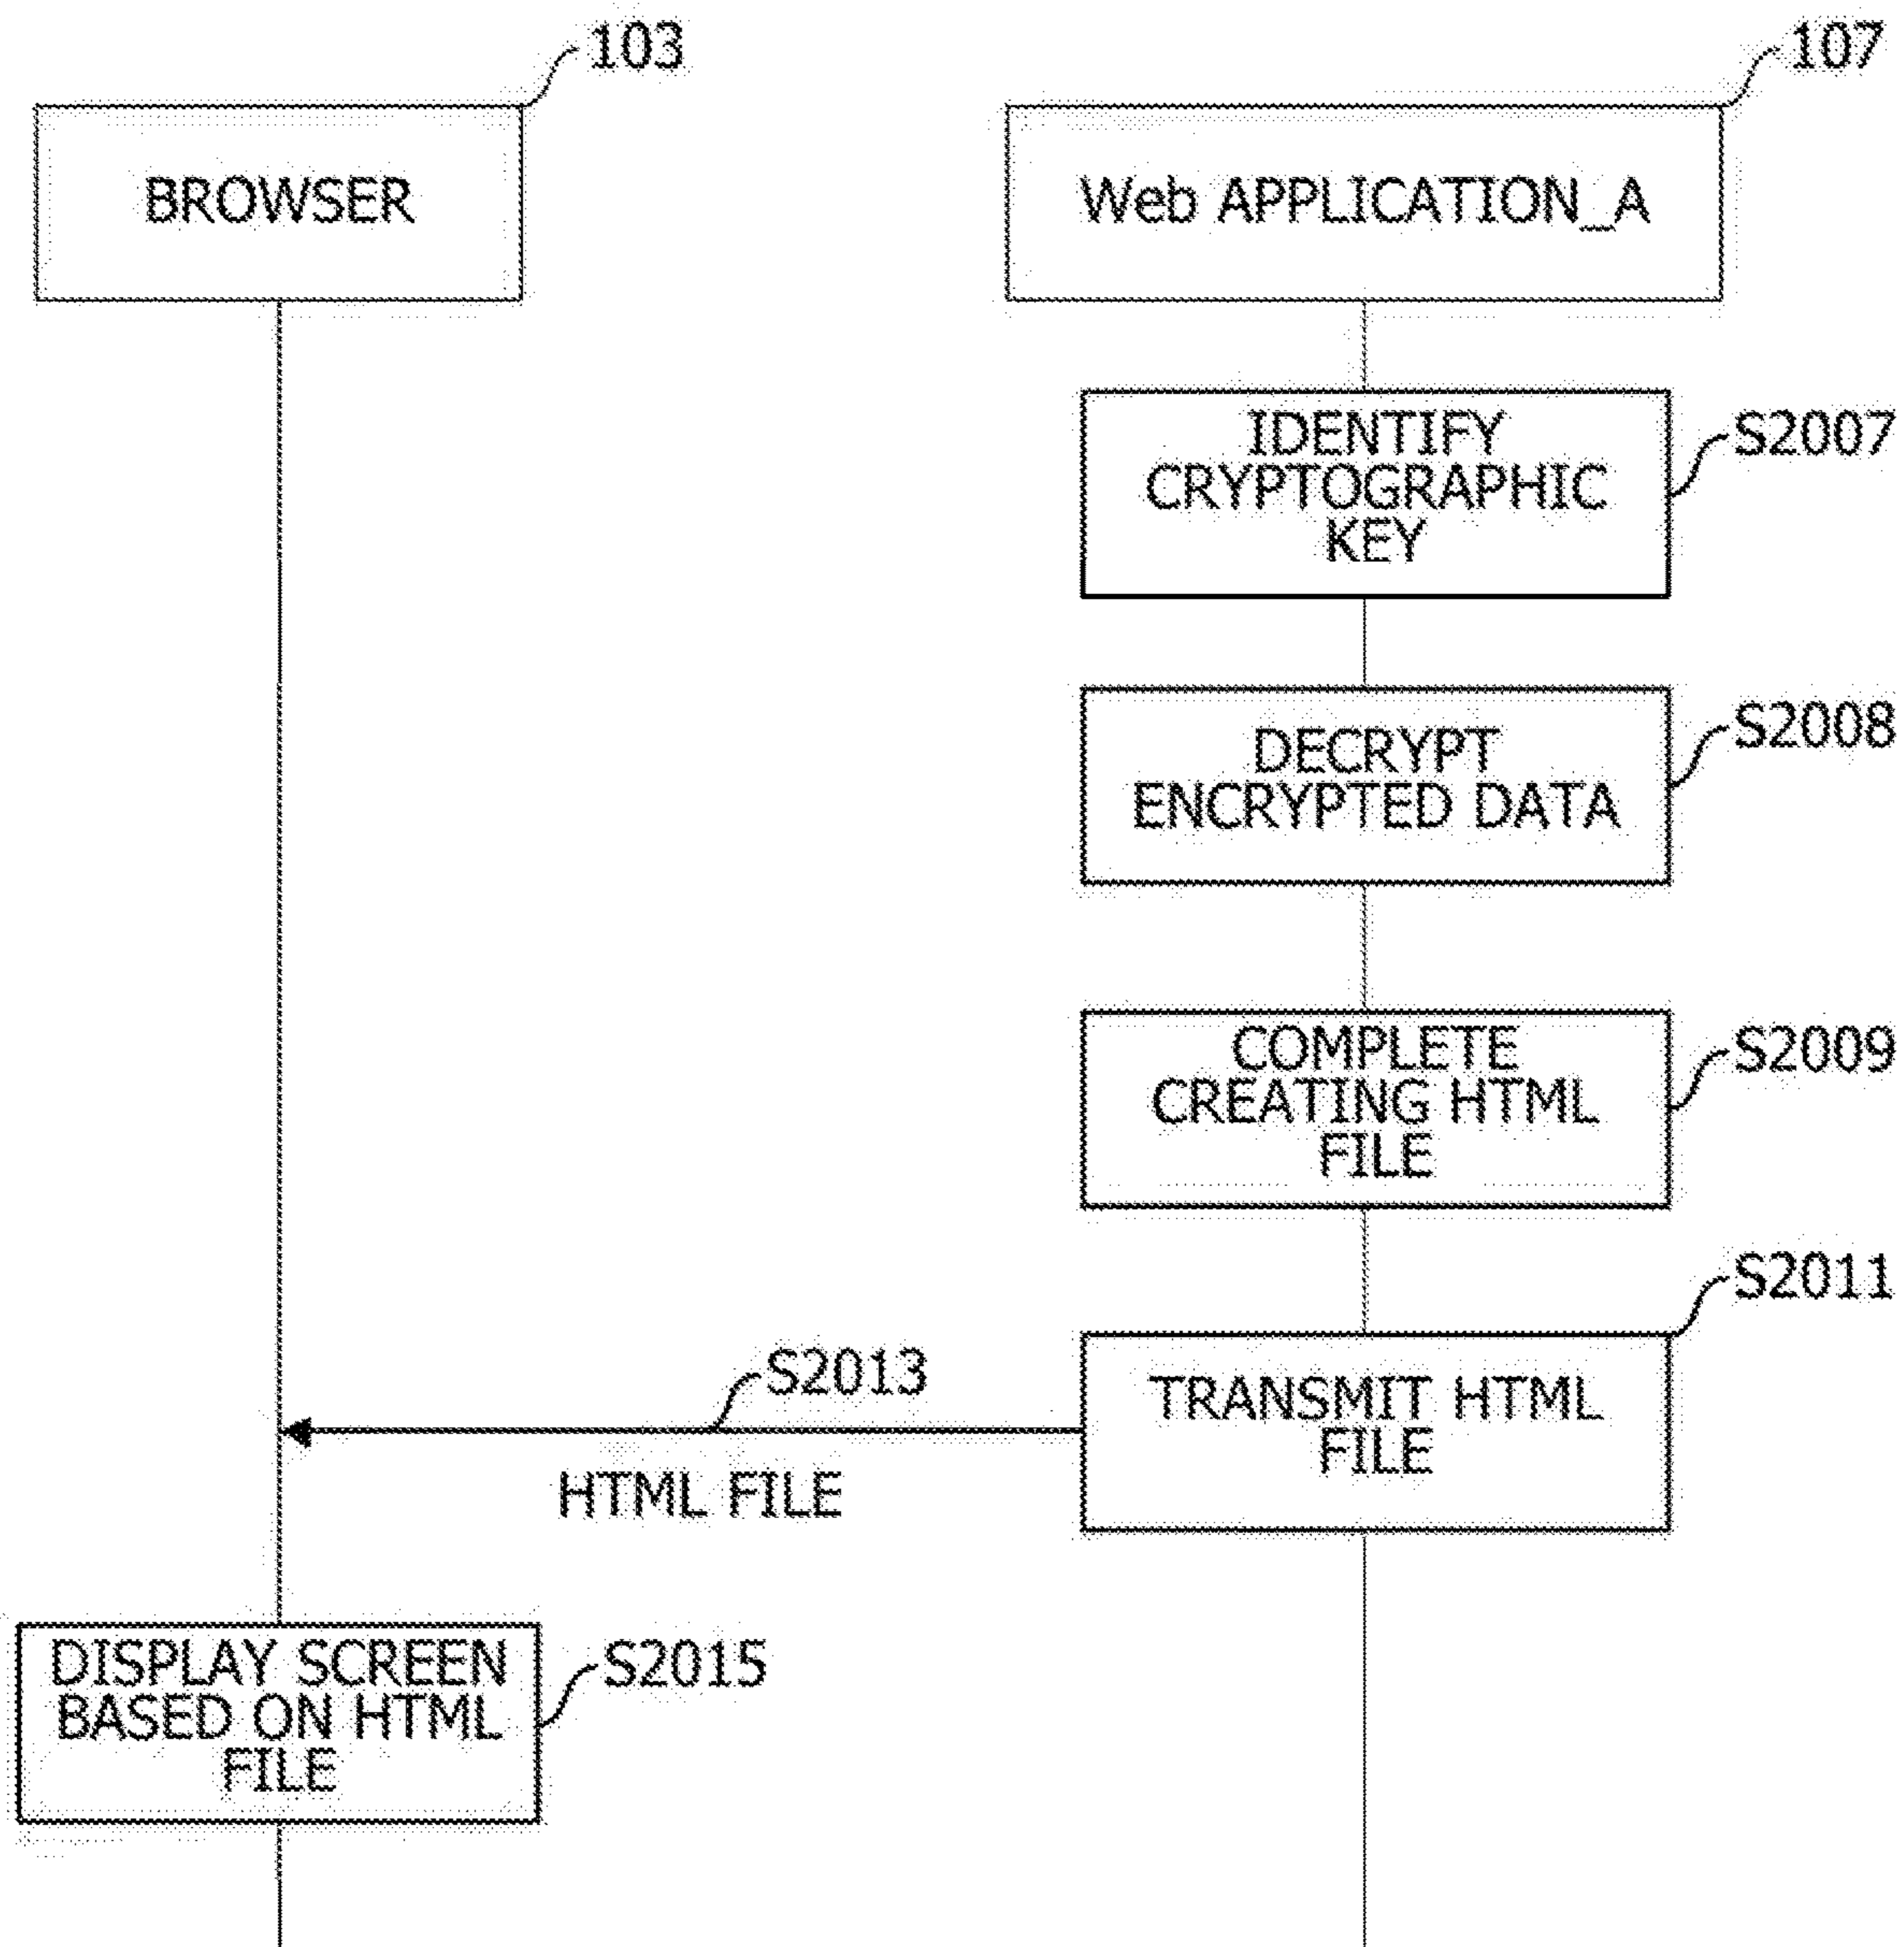 103
107
BROWSER
Web APPLICATION_A
IDENTIFY
CRYPTOGRAPHIC
KEY
S2007
DECRYPT
ENCRYPTED DATA
S2008
COMPLETE
CREATING HTML
FILE
S2009
S2011
TRANSMIT HTML
FILE
S2013
HTML FILE
DISPLAY SCREEN
BASED ON HTML
FILE
S2015